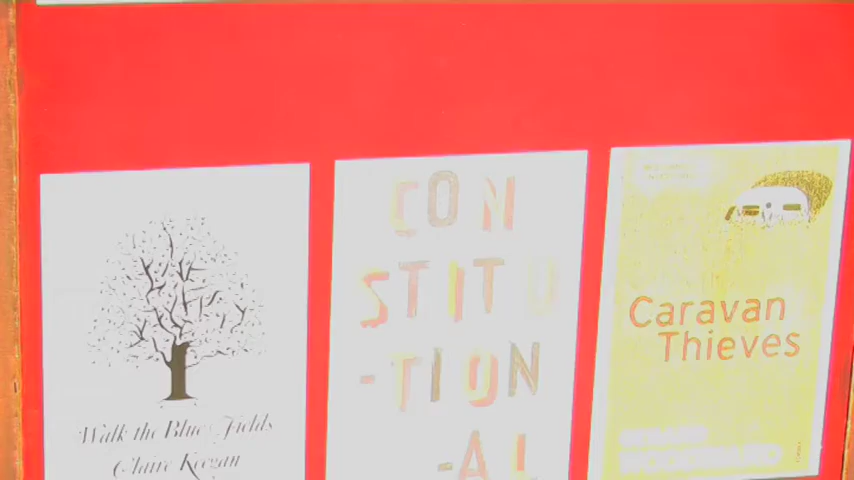 Walk the Blue Fields
Claire Keegan
CON
STITU
-TION
-AL
Caravan
Thieves